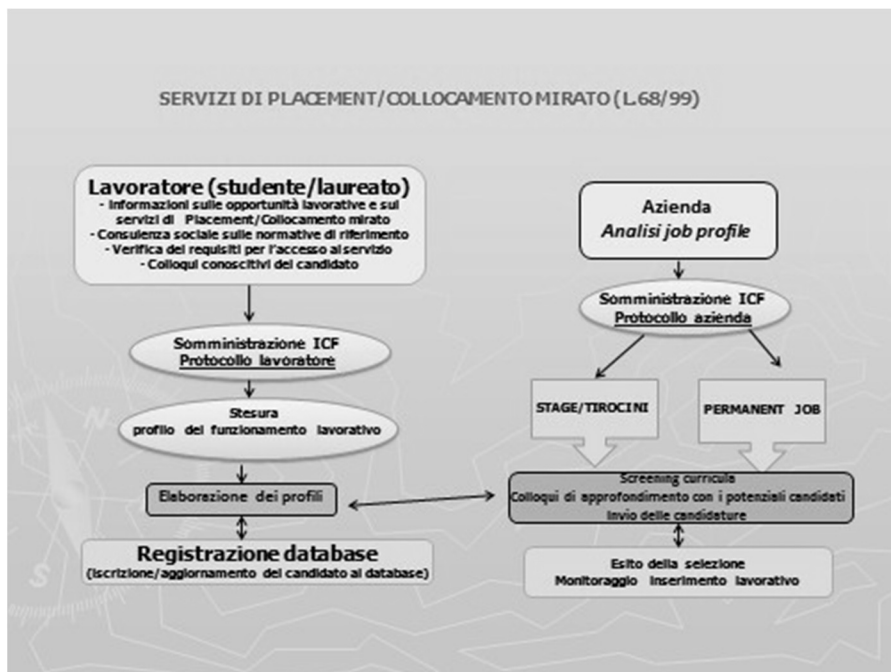 SERVIZI DI PLACEMENT/COLLOCAMENTO MIRATO (L.68/99)
Lavoratore (studente/laureato)
- Informazioni sulle opportunità lavorative e sui
servizi di Placement/Collocamento mirato
- Consulenza sociale sulle normative di riferimento
- Verifica dei requisiti per l'accesso al servizio
- Colloqui conoscitivi del candidato
Somministrazione ICF
Protocollo lavoratore
Stesura
profilo del funzionamento lavorativo
Elaborazione dei profili
Registrazione database
(Iscrizione/aggiornamento del candidato al database)
Azienda
Analisi job profile
Somministrazione ICF
Protocollo azienda
STAGE/TIROCINI
PERMANENT JOB
Screening curricula
Colloqui di approfondimento con i potenziali candidati
Invio delle candidature
Esito della selezione
Monitoraggio inserimento lavorativo
N
S